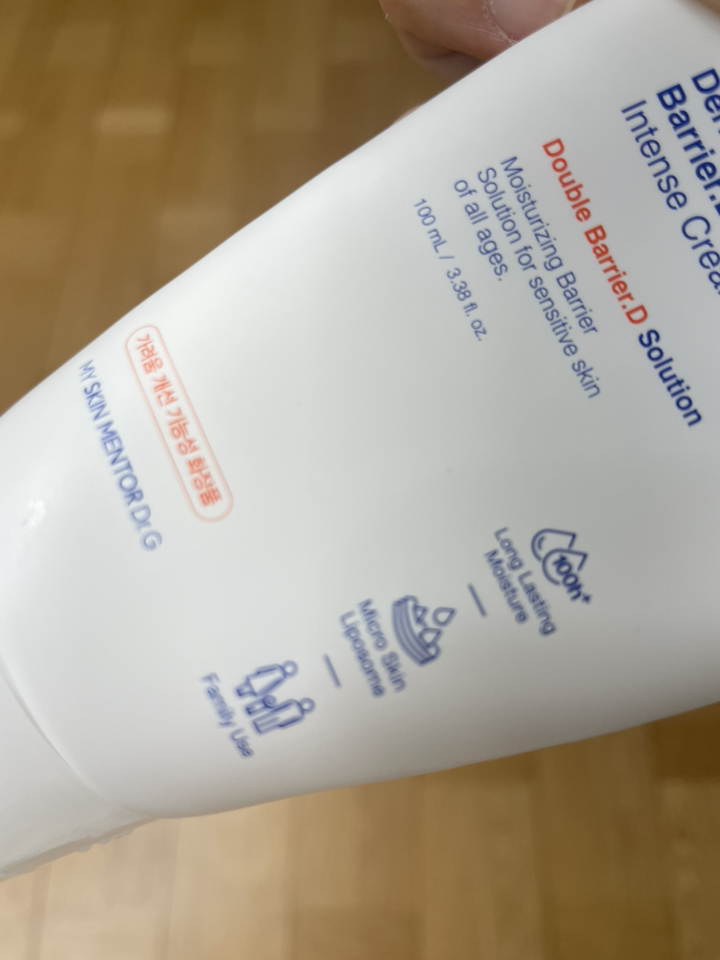 Barrier.
Intense
Double Barrier.D Solution
Moisturizing Barrier
Solution for sensitive skin
of all ages.
100 mL / 3.38 fl. oz.
100h+
Long Lasting
Moisture
Micro Skin
Liposome
Family Use
가려움 개선 기능성 화장품
MY SKIN MENTOR Dr.G